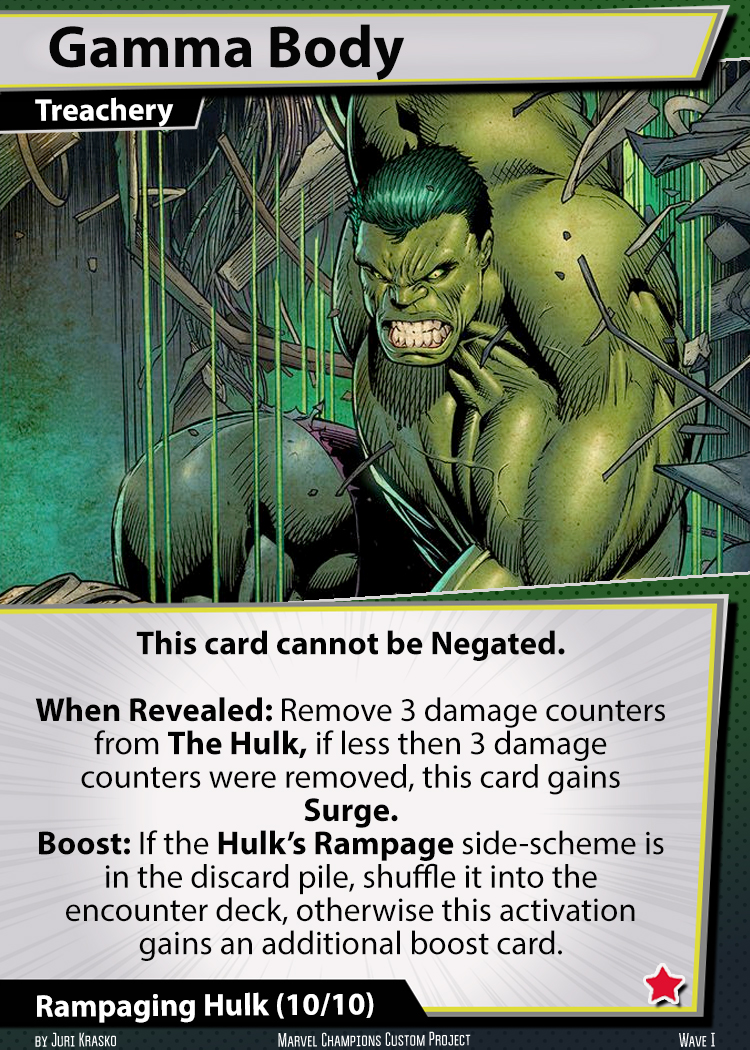 Gamma Body
Treachery
This card cannot be Negated.
When Revealed: Remove 3 damage counters
from The Hulk, if less then 3 damage
counters were removed, this card gains
Surge.
Boost: If the Hulk's Rampage side-scheme is
in the discard pile, shuffle it into the
encounter deck, otherwise this activation
gains an additional boost card.
Rampaging Hulk (10/10)
by Juri Krasko Marvel Champions Custom Project Wave I